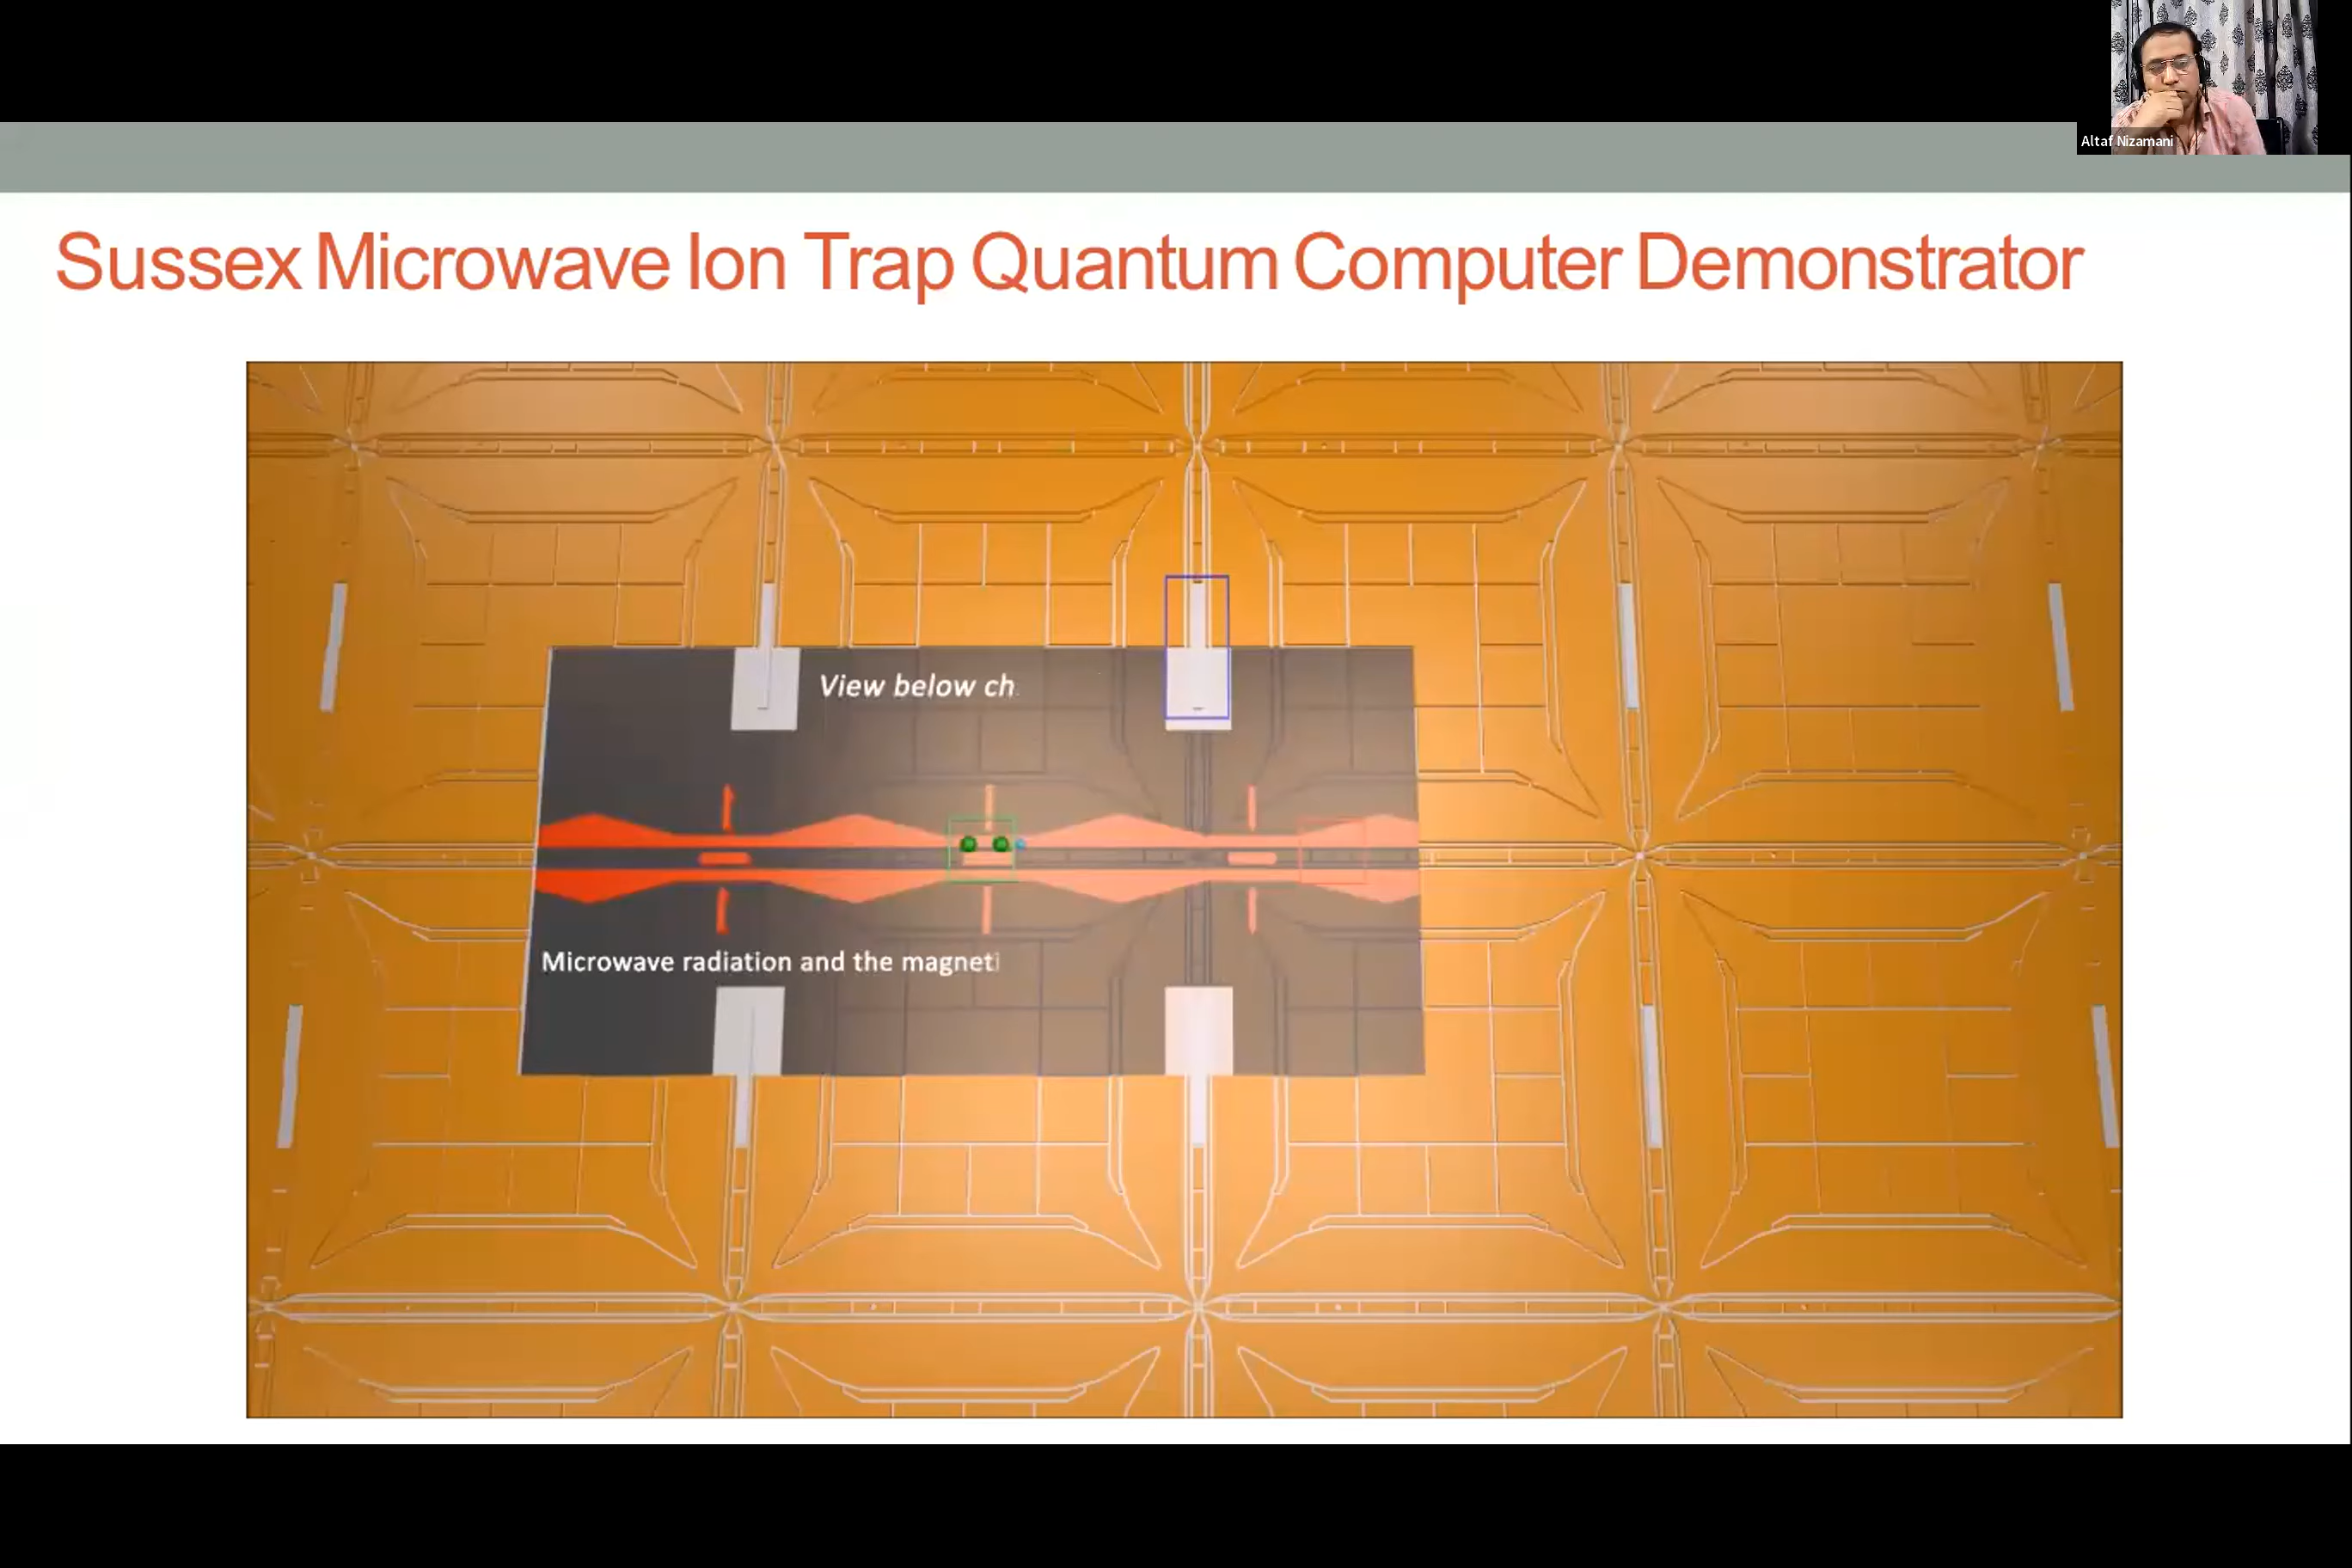 Altaf Nizamani
Sussex Microwave Ion Trap Quantum Computer Demonstrator
View below ch
Microwave radiation and the magneti